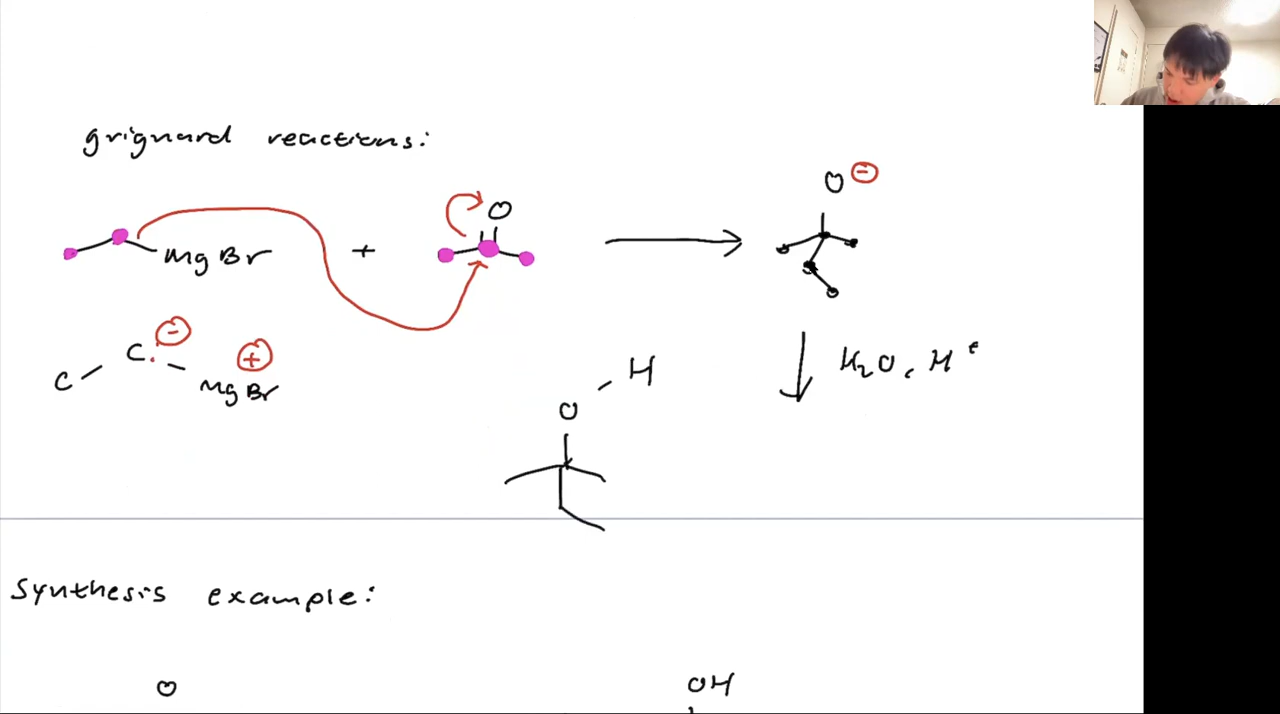 grignard reactions:
O ⊖
O
MgBr + →
C C. ⊖ MgBr ⊕
H₂O, H⁺
O H
Synthesis example:
O OH